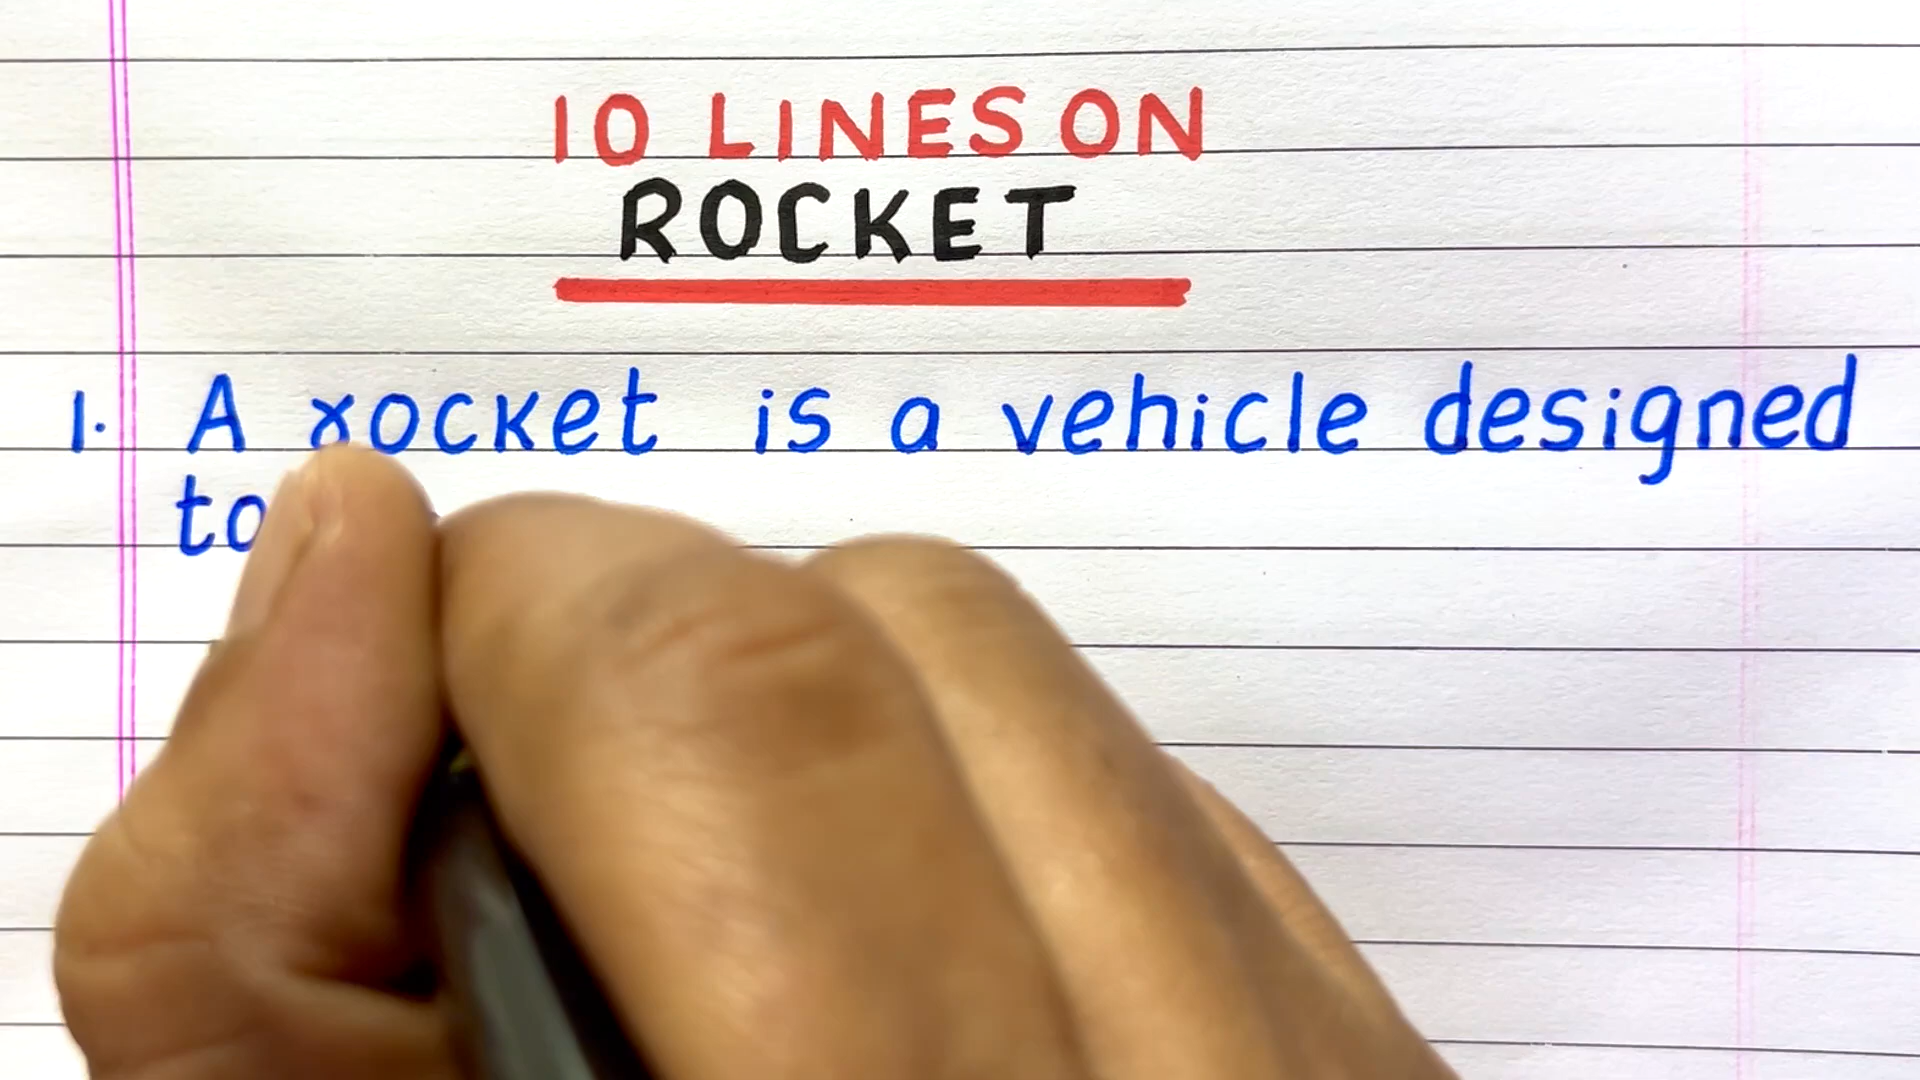 10 LINES ON
ROCKET
1. A rocket is a vehicle designed
to